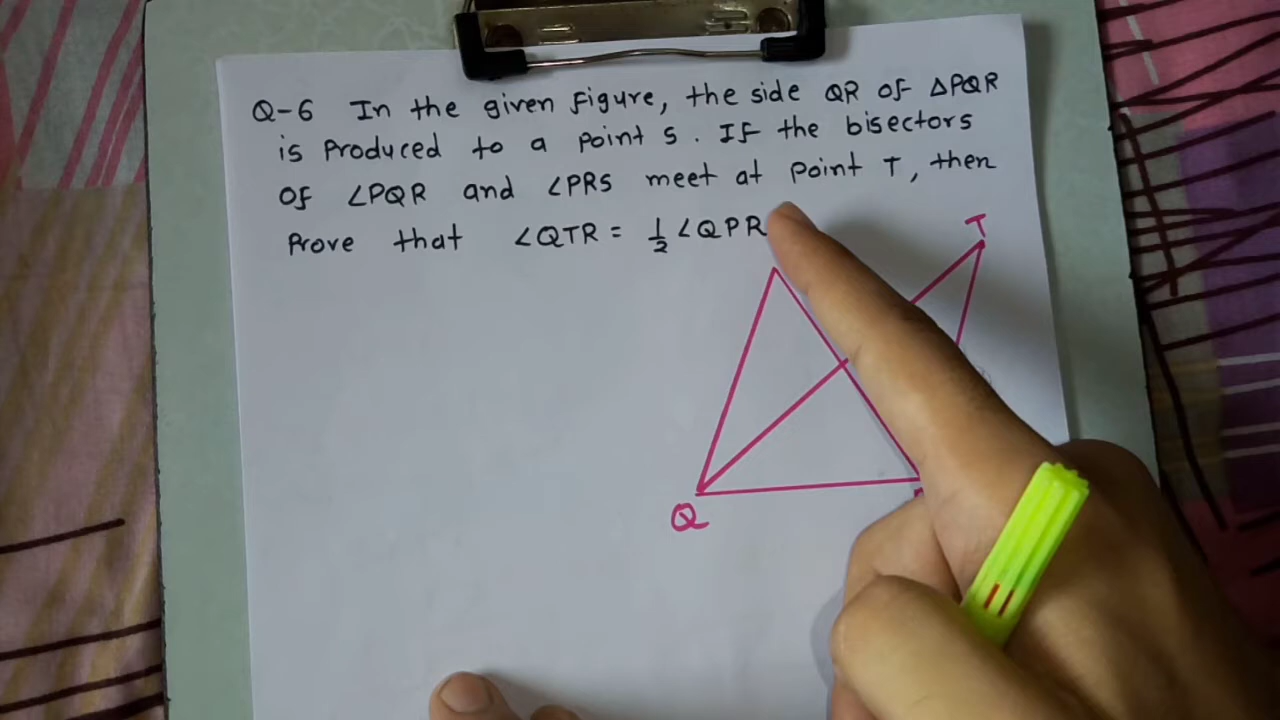 Q-6 In the given figure, the side QR of ΔPQR
is produced to a point S. If the bisectors
of ∠PQR and ∠PRS meet at point T, then
Prove that ∠QTR = 1/2 ∠QPR
T
Q